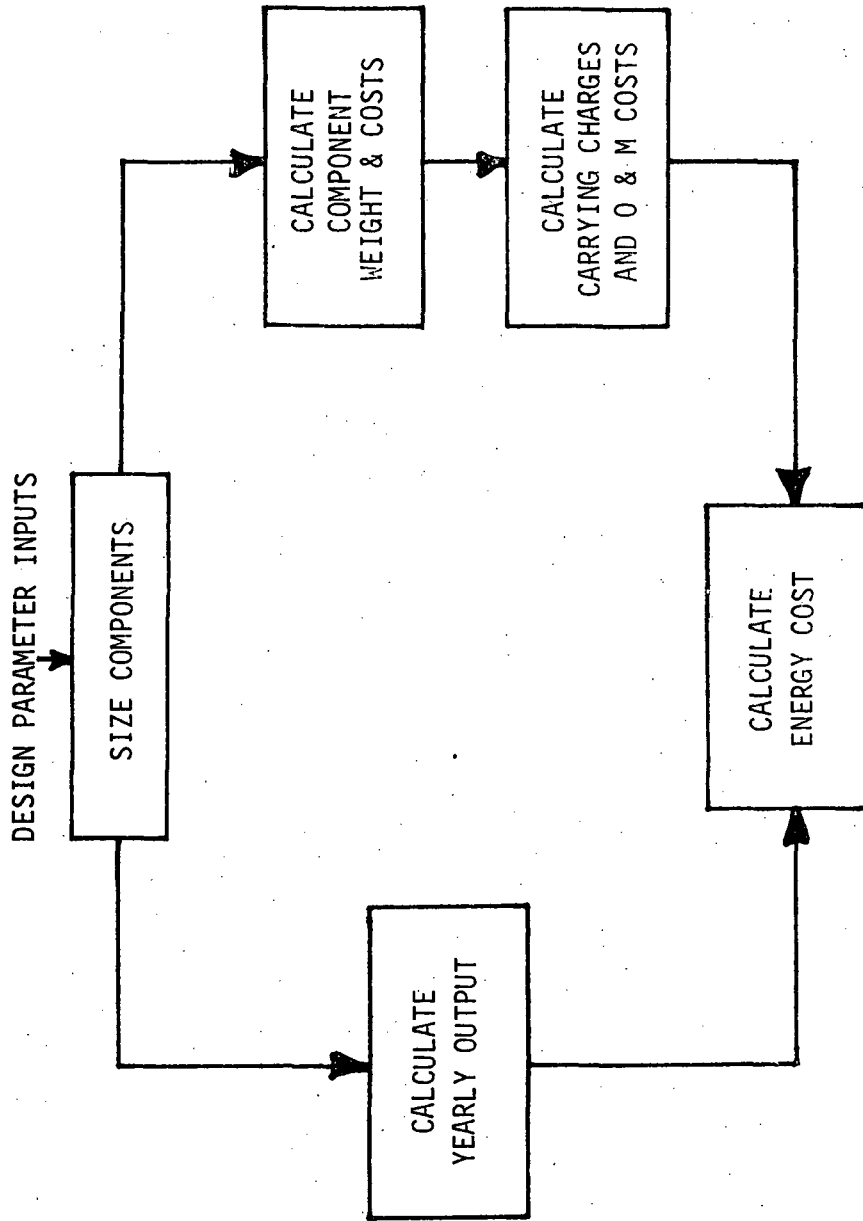 DESIGN PARAMETER INPUTS
SIZE COMPONENTS
CALCULATE
YEARLY OUTPUT
CALCULATE
COMPONENT
WEIGHT & COSTS
CALCULATE
CARRYING CHARGES
AND O & M COSTS
CALCULATE
ENERGY COST